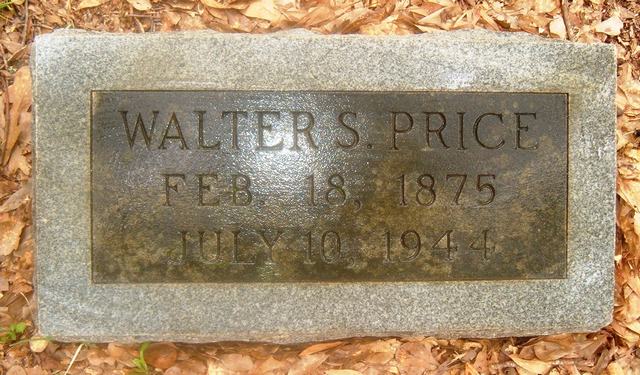 WALTER S. PRICE
FEB. 18, 1875
JULY 10, 1944